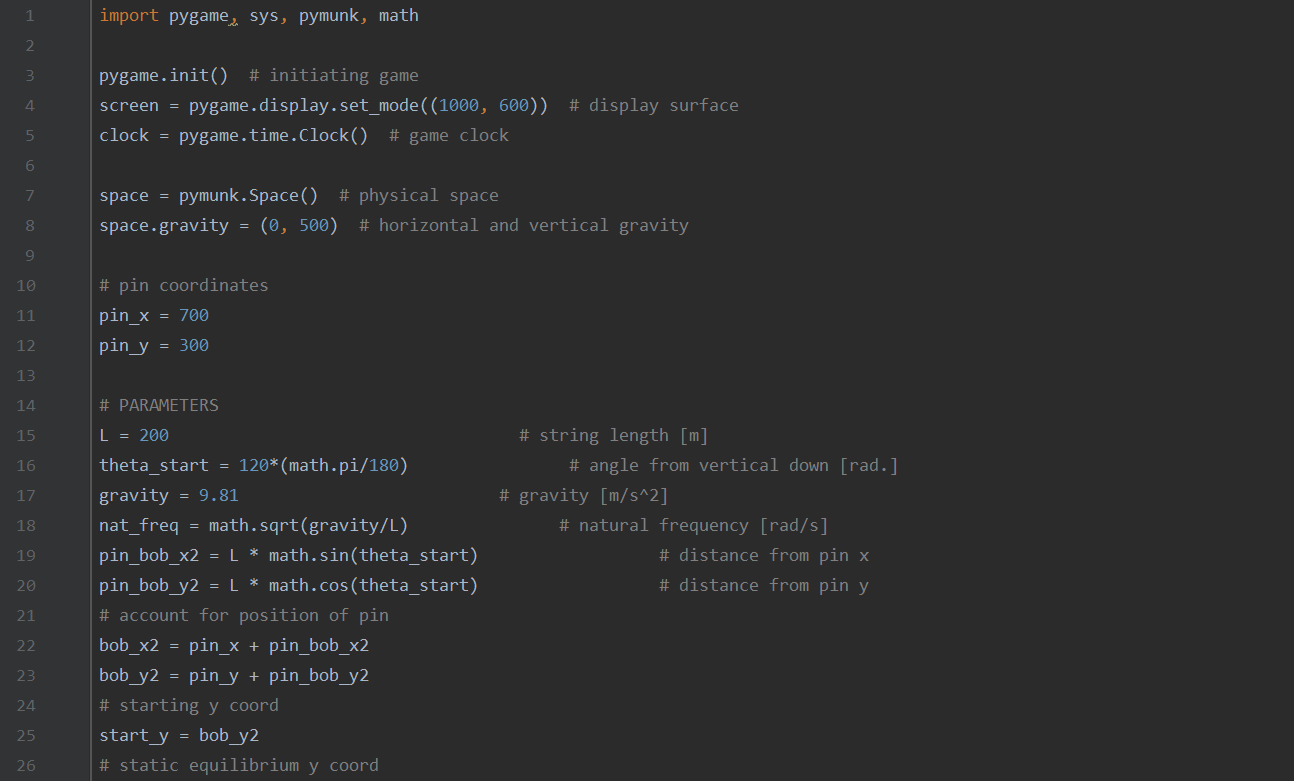 1 import pygame, sys, pymunk, math
2
3 pygame.init()  # initiating game
4 screen = pygame.display.set_mode((1000, 600))  # display surface
5 clock = pygame.time.Clock()  # game clock
6
7 space = pymunk.Space()  # physical space
8 space.gravity = (0, 500)  # horizontal and vertical gravity
9
10 # pin coordinates
11 pin_x = 700
12 pin_y = 300
13
14 # PARAMETERS
15 L = 200                                   # string length [m]
16 theta_start = 120*(math.pi/180)                # angle from vertical down [rad.]
17 gravity = 9.81                          # gravity [m/s^2]
18 nat_freq = math.sqrt(gravity/L)               # natural frequency [rad/s]
19 pin_bob_x2 = L * math.sin(theta_start)                  # distance from pin x
20 pin_bob_y2 = L * math.cos(theta_start)                  # distance from pin y
21 # account for position of pin
22 bob_x2 = pin_x + pin_bob_x2
23 bob_y2 = pin_y + pin_bob_y2
24 # starting y coord
25 start_y = bob_y2
26 # static equilibrium y coord